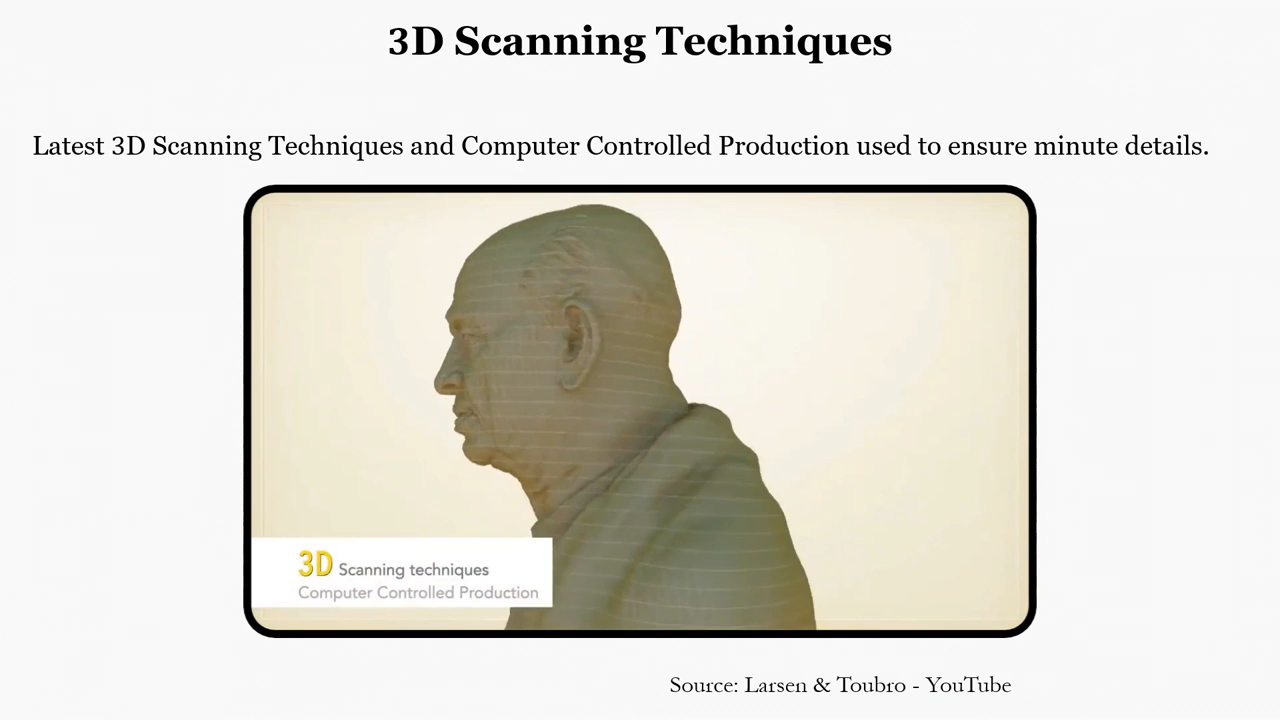 3D Scanning Techniques
Latest 3D Scanning Techniques and Computer Controlled Production used to ensure minute details.
3D Scanning techniques
Computer Controlled Production
Source: Larsen & Toubro - YouTube